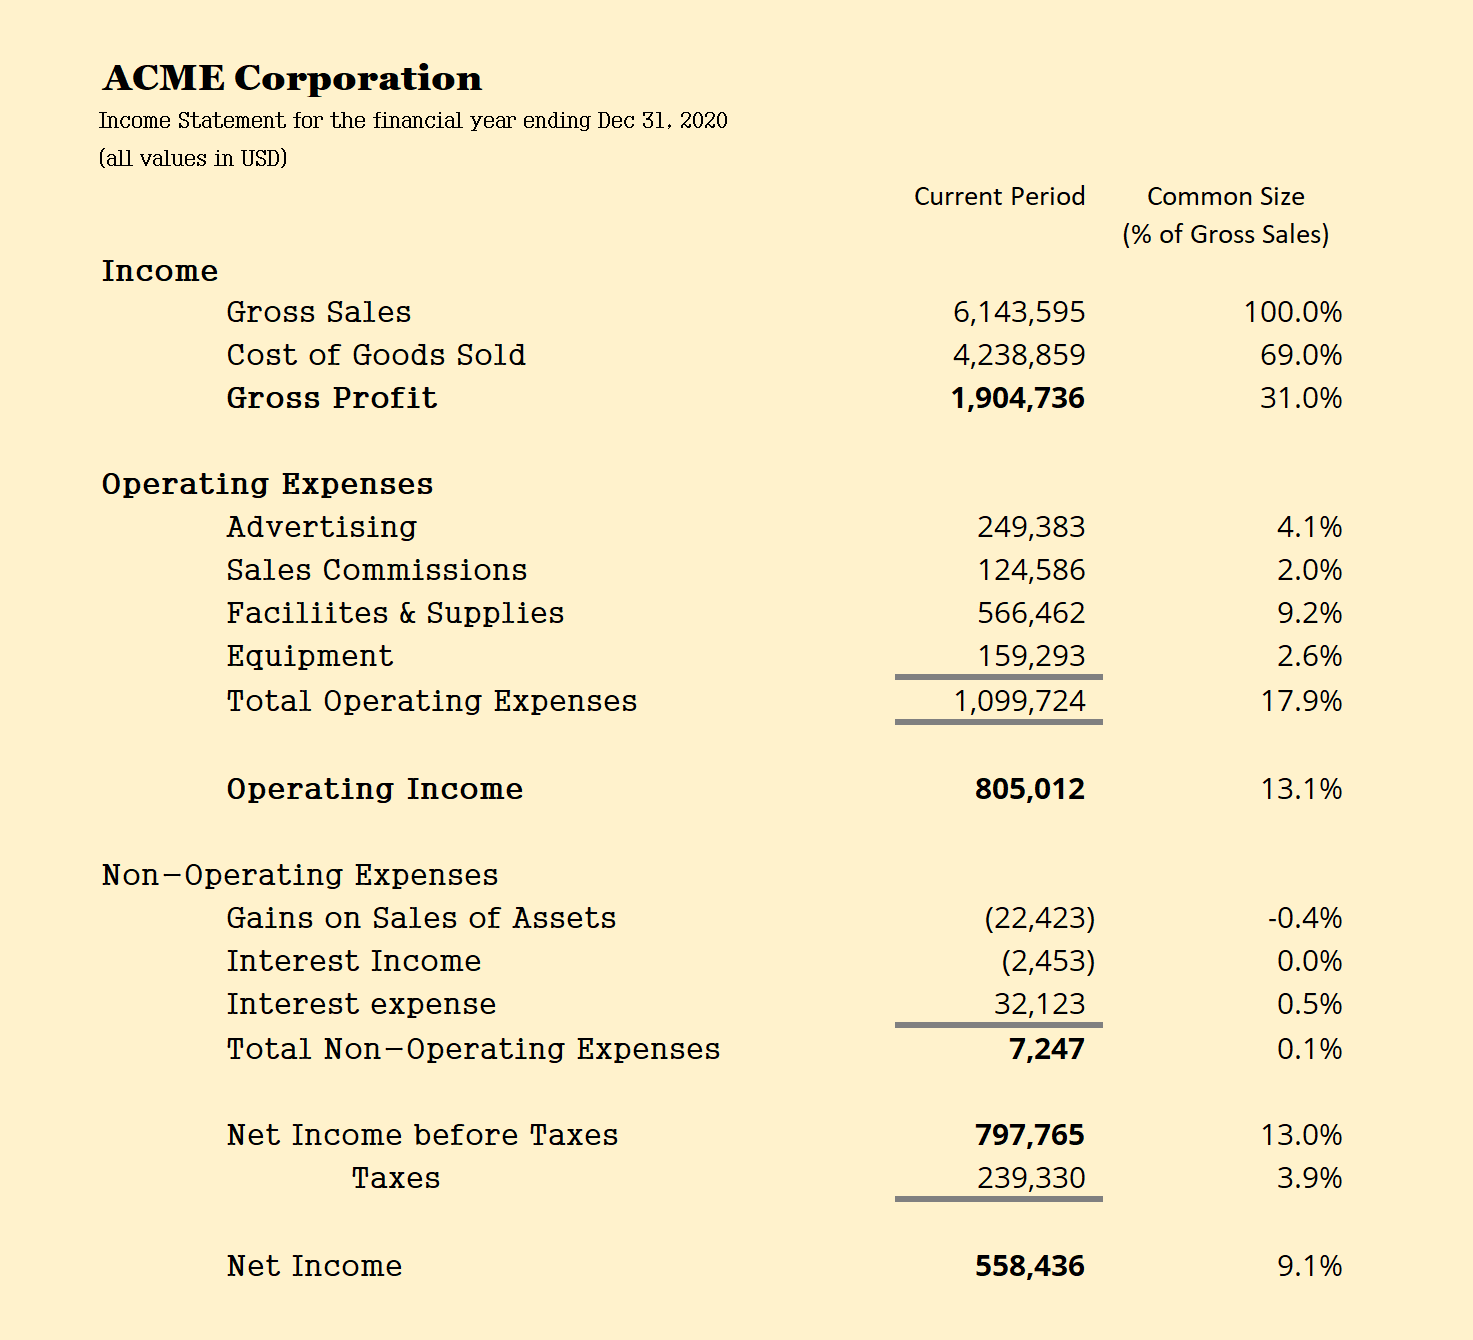 ACME Corporation
Income Statement for the financial year ending Dec 31, 2020
(all values in USD)
Current Period Common Size
(% of Gross Sales)
Income
Gross Sales 6,143,595 100.0%
Cost of Goods Sold 4,238,859 69.0%
Gross Profit 1,904,736 31.0%
Operating Expenses
Advertising 249,383 4.1%
Sales Commissions 124,586 2.0%
Faciliites & Supplies 566,462 9.2%
Equipment 159,293 2.6%
Total Operating Expenses 1,099,724 17.9%
Operating Income 805,012 13.1%
Non-Operating Expenses
Gains on Sales of Assets (22,423) -0.4%
Interest Income (2,453) 0.0%
Interest expense 32,123 0.5%
Total Non-Operating Expenses 7,247 0.1%
Net Income before Taxes 797,765 13.0%
Taxes 239,330 3.9%
Net Income 558,436 9.1%